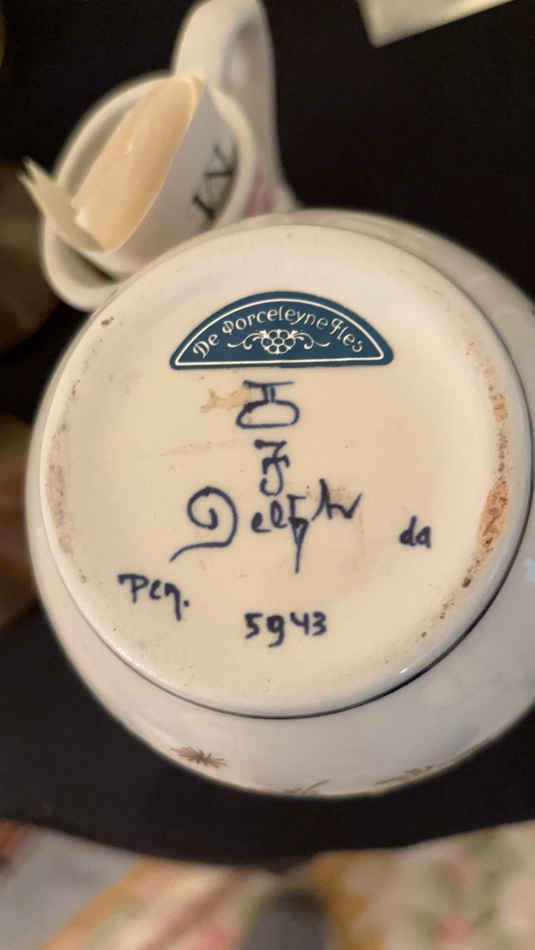 De Porceleyne Fles
Delft
da
Pen.
5943